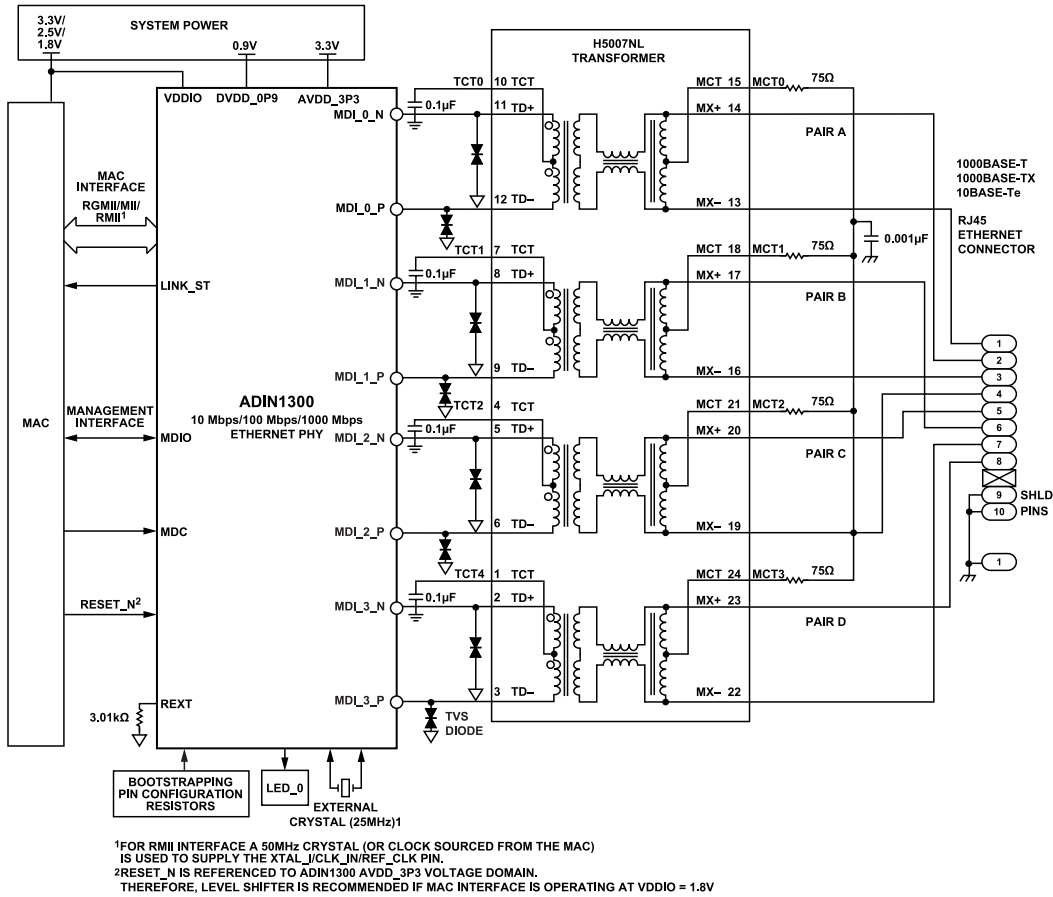 3.3V/
2.5V/
1.8V
SYSTEM POWER
0.9V
3.3V
VDDIO
DVDD_0P9
AVDD_3P3
MAC
MAC
INTERFACE
RGMII/MII/
RMII1
LINK_ST
MANAGEMENT
INTERFACE
MDIO
MDC
RESET_N2
REXT
3.01kΩ
ADIN1300
10 Mbps/100 Mbps/1000 Mbps
ETHERNET PHY
BOOTSTRAPPING
PIN CONFIGURATION
RESISTORS
LED_0
EXTERNAL
CRYSTAL (25MHz)1
MDI_0_N
MDI_0_P
MDI_1_N
MDI_1_P
MDI_2_N
MDI_2_P
MDI_3_N
MDI_3_P
TVS
DIODE
H5007NL
TRANSFORMER
TCT0 10 TCT
0.1µF
11 TD+
12 TD–
MCT 15 MCT0 75Ω
MX+ 14
PAIR A
MX– 13
TCT1 7 TCT
0.1µF
8 TD+
9 TD–
MCT 18 MCT1 75Ω
MX+ 17
PAIR B
MX– 16
TCT2 4 TCT
0.1µF
5 TD+
6 TD–
MCT 21 MCT2 75Ω
MX+ 20
PAIR C
MX– 19
TCT4 1 TCT
0.1µF
2 TD+
3 TD–
MCT 24 MCT3 75Ω
MX+ 23
PAIR D
MX– 22
0.001µF
1000BASE-T
1000BASE-TX
10BASE-Te
RJ45
ETHERNET
CONNECTOR
1
2
3
4
5
6
7
8
9 SHLD
10 PINS
1
1FOR RMII INTERFACE A 50MHz CRYSTAL (OR CLOCK SOURCED FROM THE MAC)
IS USED TO SUPPLY THE XTAL_I/CLK_IN/REF_CLK PIN.
2RESET_N IS REFERENCED TO ADIN1300 AVDD_3P3 VOLTAGE DOMAIN.
THEREFORE, LEVEL SHIFTER IS RECOMMENDED IF MAC INTERFACE IS OPERATING AT VDDIO = 1.8V